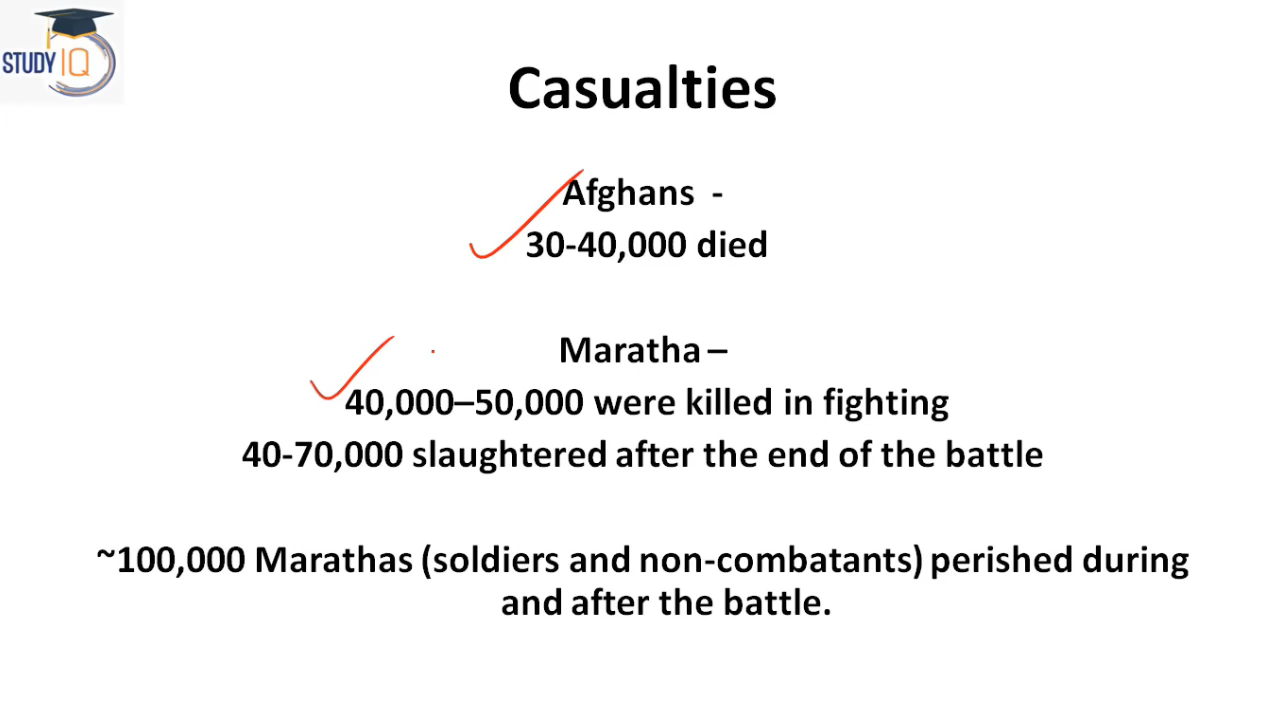 STUDY IQ
Casualties
Afghans -
30-40,000 died
Maratha –
40,000–50,000 were killed in fighting
40-70,000 slaughtered after the end of the battle
~100,000 Marathas (soldiers and non-combatants) perished during
and after the battle.